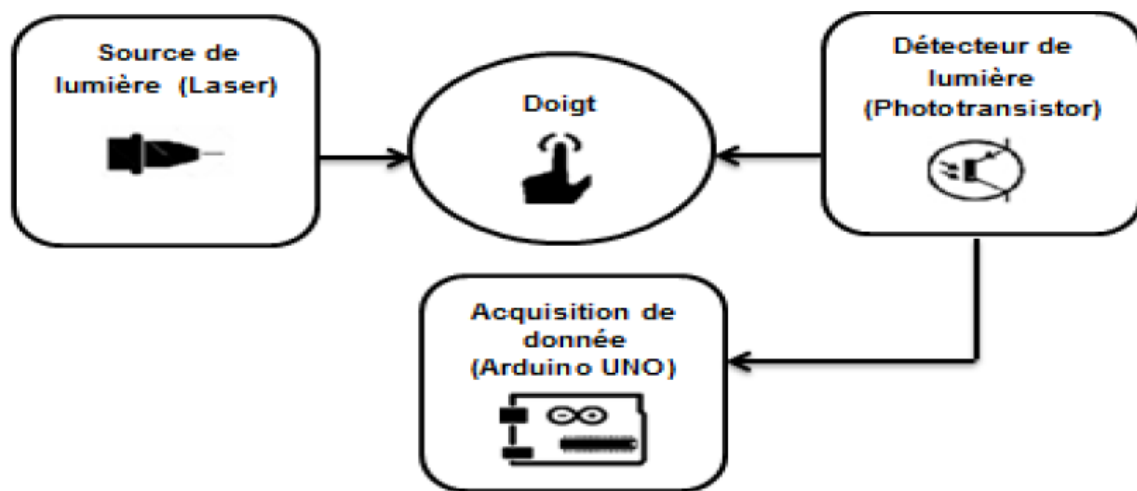 Source de
lumière (Laser)
Doigt
Détecteur de
lumière
(Phototransistor)
Acquisition de
donnée
(Arduino UNO)